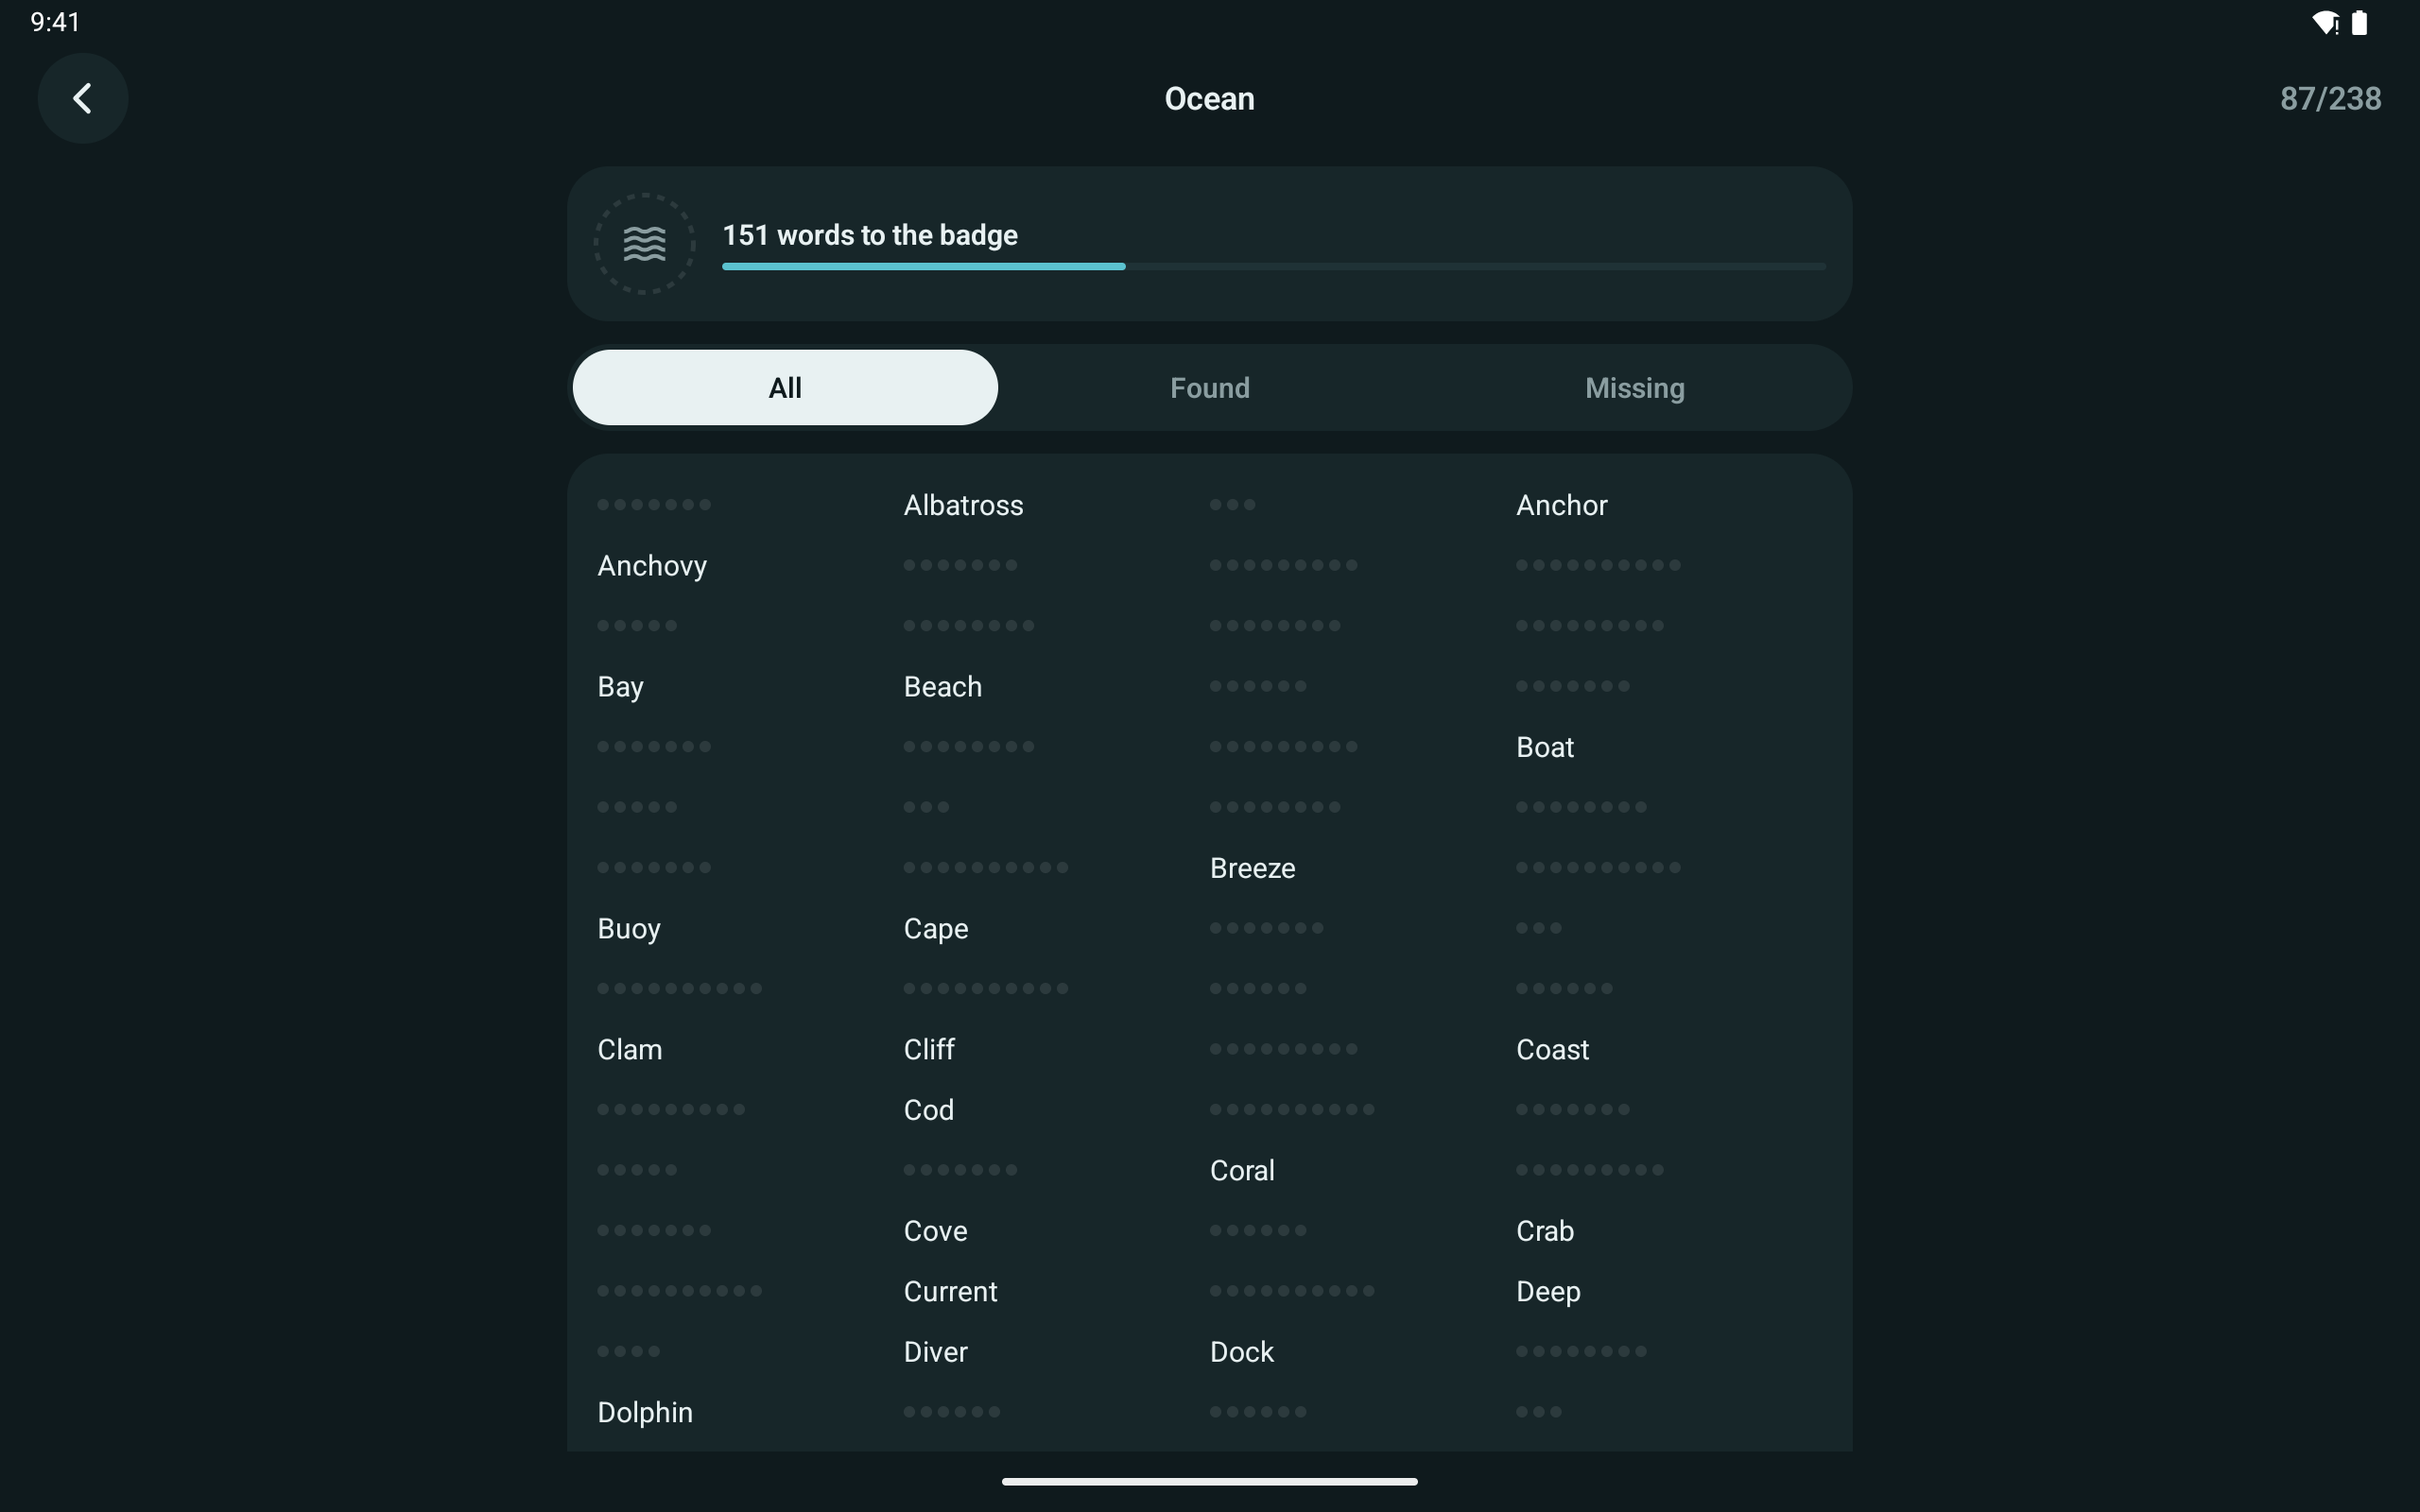 9:41
Ocean
87/238
151 words to the badge
All Found Missing
Albatross Anchor
Anchovy
Bay Beach
Boat
Breeze
Buoy Cape
Clam Cliff Coast
Cod
Coral
Cove Crab
Current Deep
Diver Dock
Dolphin